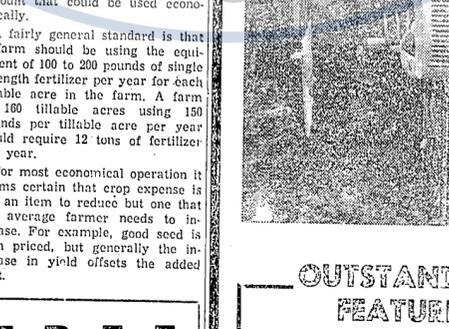 ount that could be used econo-
cally.
fairly general standard is that
farm should be using the equi-
ent of 100 to 200 pounds of single
ength fertilizer per year for each
able acre in the farm. A farm
160 tillable acres using 150
nds per tillable acre per year
uld require 12 tons of fertilizer
year.
or most economical operation it
ms certain that crop expense is
an item to reduce but one that
average farmer needs to in-
ase. For example, good seed is
n priced, but generally the in-
ase in yield offsets the added
t.
OUTSTAND
FEATUR